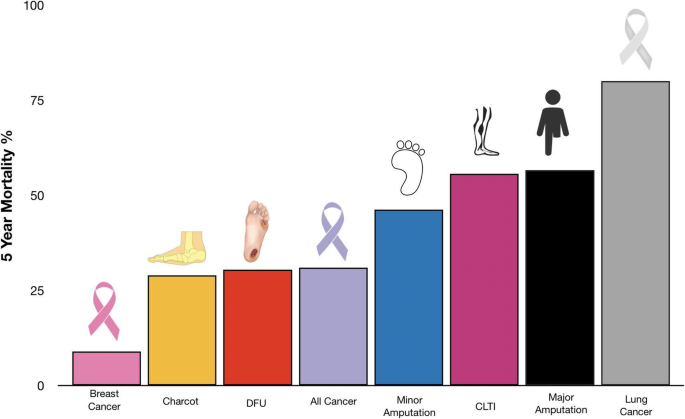 100
75
50
25
0
5 Year Mortality %
Breast
Cancer
Charcot
DFU
All Cancer
Minor
Amputation
CLTI
Major
Amputation
Lung
Cancer